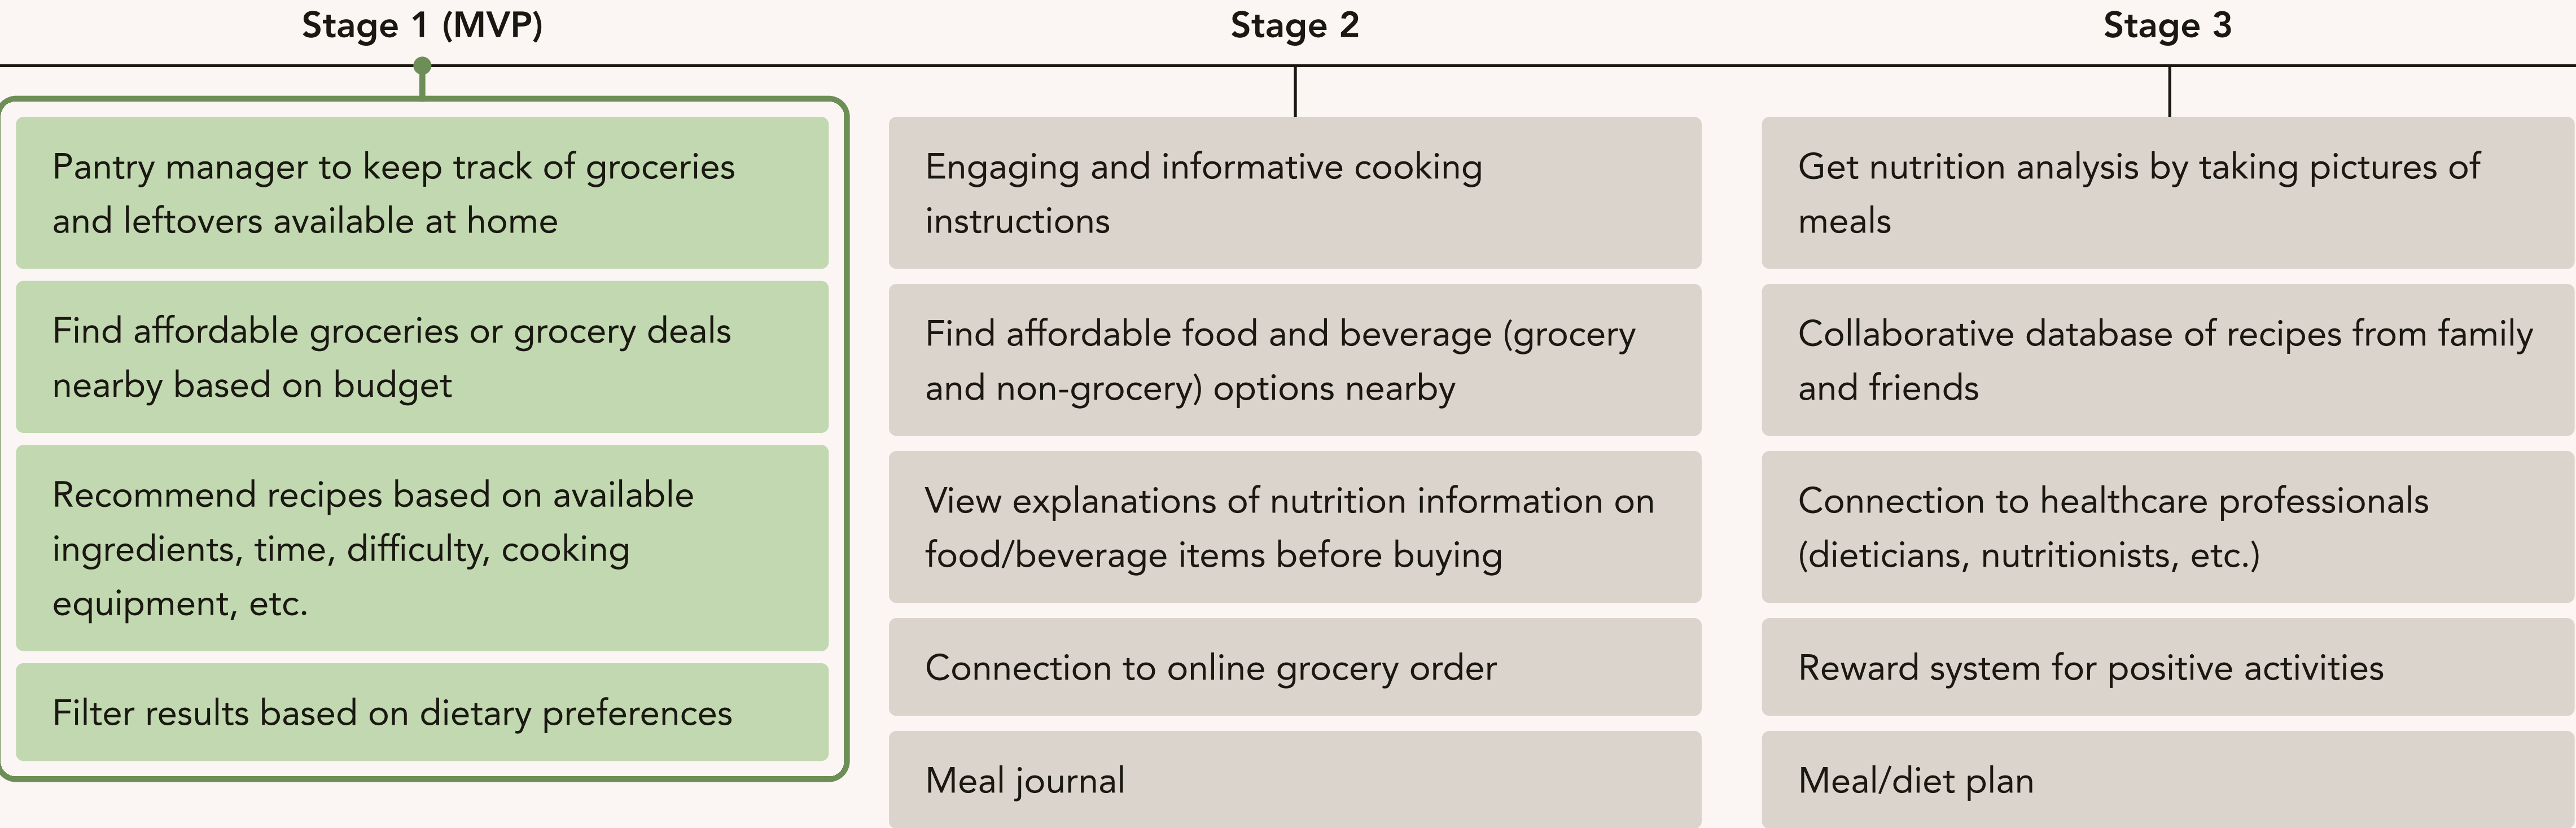 Stage 1 (MVP)
Stage 2
Stage 3
Pantry manager to keep track of groceries
and leftovers available at home
Find affordable groceries or grocery deals
nearby based on budget
Recommend recipes based on available
ingredients, time, difficulty, cooking
equipment, etc.
Filter results based on dietary preferences
Engaging and informative cooking
instructions
Find affordable food and beverage (grocery
and non-grocery) options nearby
View explanations of nutrition information on
food/beverage items before buying
Connection to online grocery order
Meal journal
Get nutrition analysis by taking pictures of
meals
Collaborative database of recipes from family
and friends
Connection to healthcare professionals
(dieticians, nutritionists, etc.)
Reward system for positive activities
Meal/diet plan